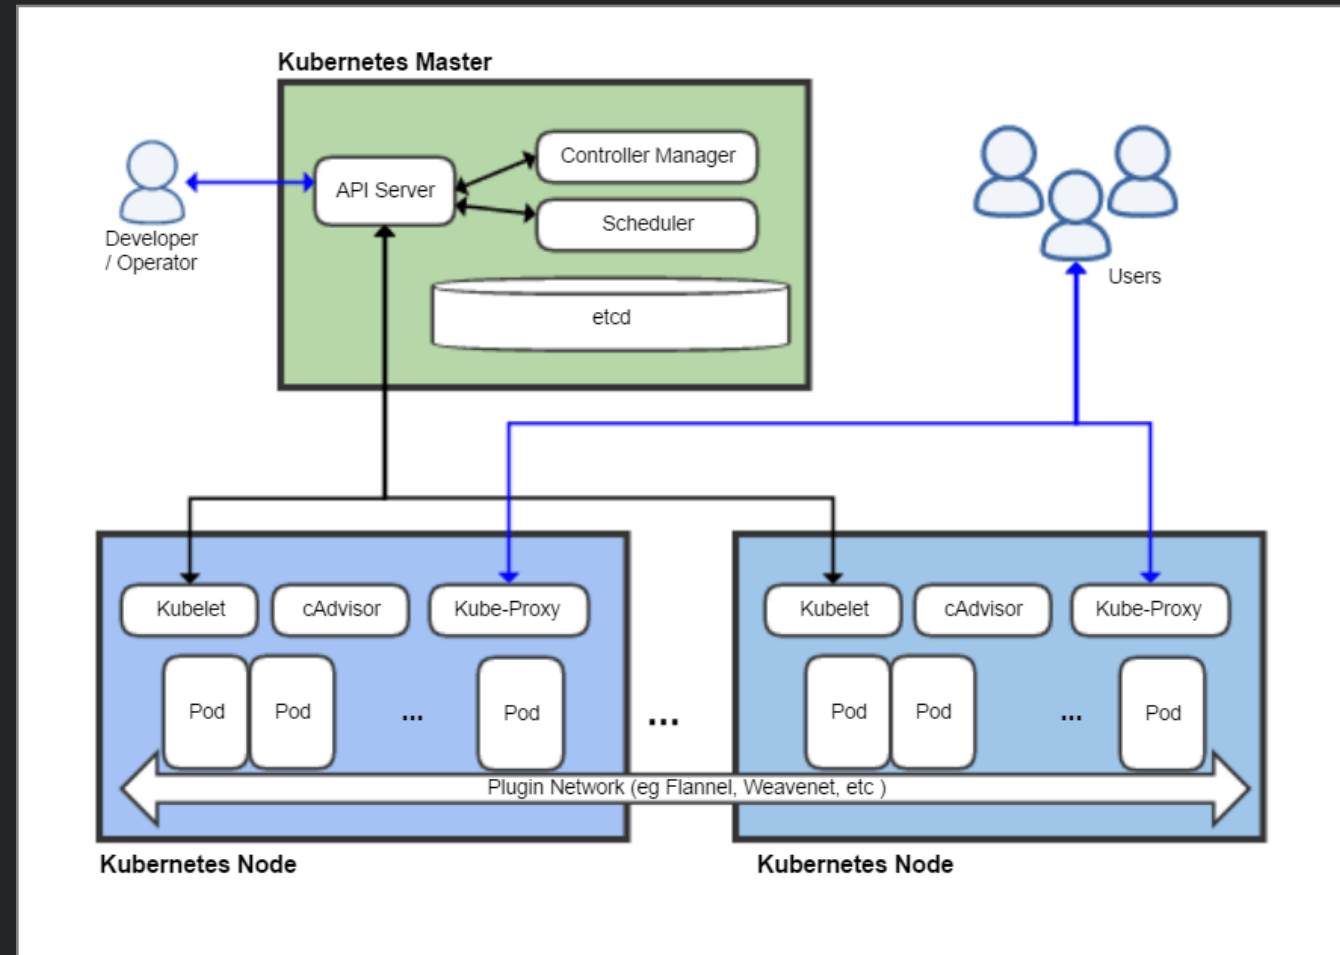 Kubernetes Master
Controller Manager
API Server
Scheduler
Developer
/ Operator
Users
etcd
Kubelet
cAdvisor
Kube-Proxy
Kubelet
cAdvisor
Kube-Proxy
Pod
Pod
...
Pod
...
Pod
Pod
...
Pod
Plugin Network (eg Flannel, Weavenet, etc )
Kubernetes Node
Kubernetes Node